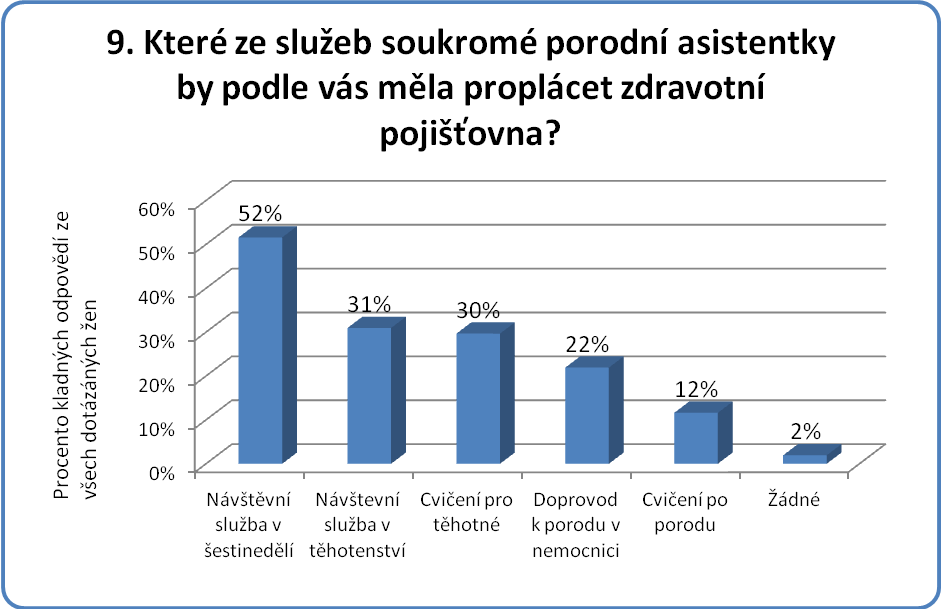 9. Které ze služeb soukromé porodní asistentky
by podle vás měla proplácet zdravotní
pojišťovna?
Procento kladných odpovědí ze
všech dotázaných žen
60%
50%
40%
30%
20%
10%
0%
52%
31%
30%
22%
12%
2%
Návštěvní
služba v
šestinedělí
Návštevní
služba v
těhotenství
Cvičení pro
těhotné
Doprovod
k porodu v
nemocnici
Cvičení po
porodu
Žádné